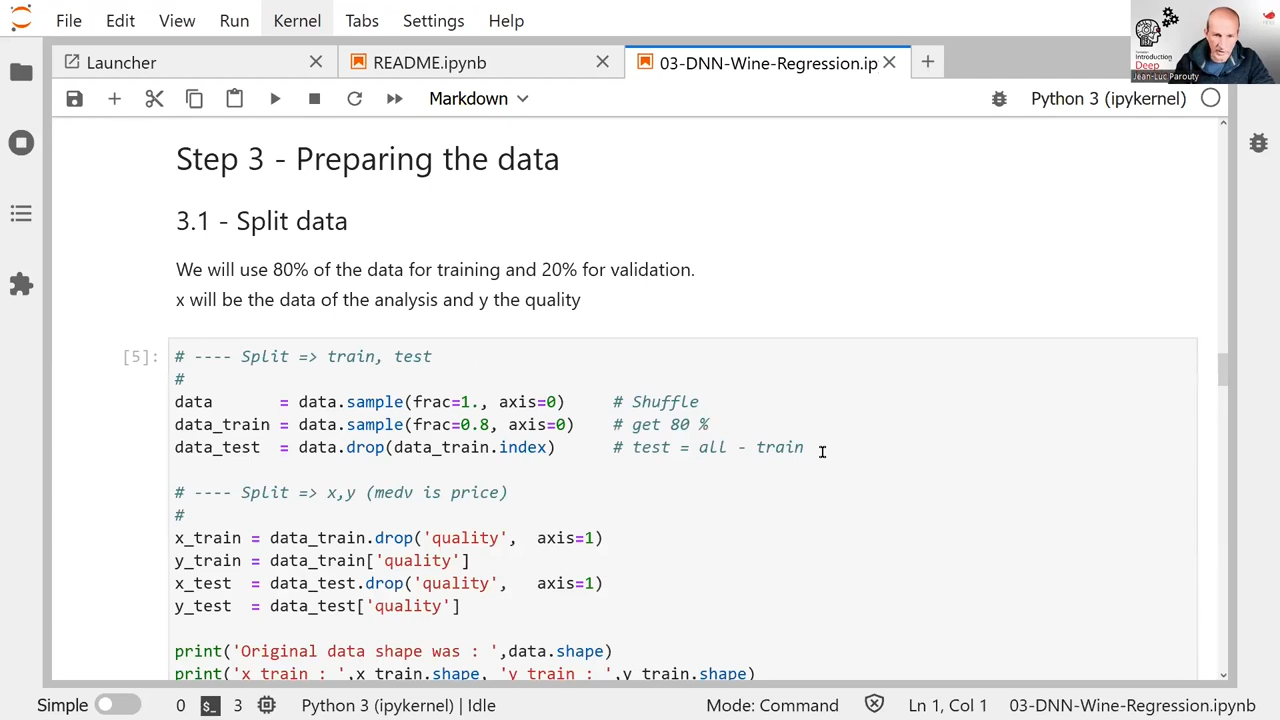 File Edit View Run Kernel Tabs Settings Help
Introduction
Deep
Jean-Luc Parouty
Launcher README.ipynb 03-DNN-Wine-Regression.ip
Markdown Python 3 (ipykernel)
Step 3 - Preparing the data
3.1 - Split data
We will use 80% of the data for training and 20% for validation.
x will be the data of the analysis and y the quality
[5]: # ---- Split => train, test
#
data = data.sample(frac=1., axis=0) # Shuffle
data_train = data.sample(frac=0.8, axis=0) # get 80 %
data_test = data.drop(data_train.index) # test = all - train
# ---- Split => x,y (medv is price)
#
x_train = data_train.drop('quality', axis=1)
y_train = data_train['quality']
x_test = data_test.drop('quality', axis=1)
y_test = data_test['quality']
print('Original data shape was : ',data.shape)
print('x_train : ',x_train.shape, 'y_train : ',y_train.shape)
Simple 0 3 Python 3 (ipykernel) | Idle Mode: Command Ln 1, Col 1 03-DNN-Wine-Regression.ipynb